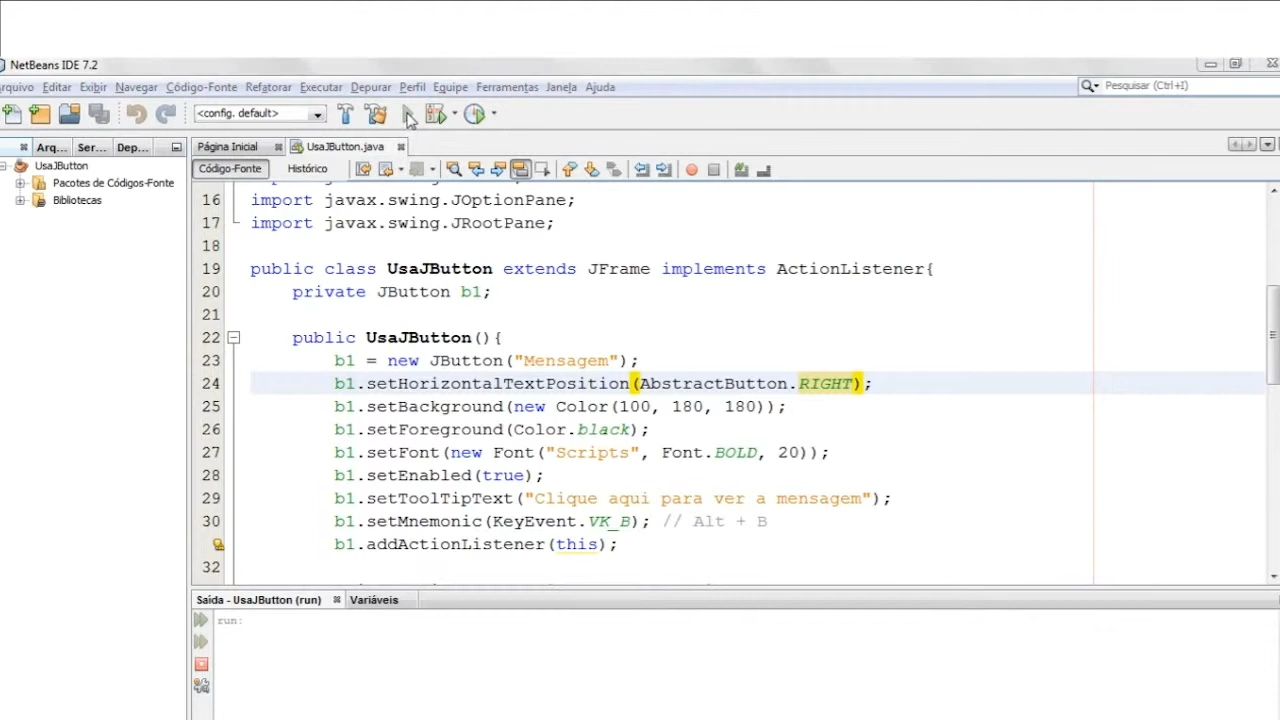 NetBeans IDE 7.2
rquivo Editar Exibir Navegar Código-Fonte Refatorar Executar Depurar Perfil Equipe Ferramentas Janela Ajuda
Pesquisar (Ctrl+I)
<config. default>
Arq... Ser... Dep...
Página Inicial UsaJButton.java
UsaJButton
Código-Fonte Histórico
Pacotes de Códigos-Fonte
Bibliotecas
16 import javax.swing.JOptionPane;
17 import javax.swing.JRootPane;
18
19 public class UsaJButton extends JFrame implements ActionListener{
20 private JButton b1;
21
22 public UsaJButton(){
23 b1 = new JButton("Mensagem");
24 b1.setHorizontalTextPosition(AbstractButton.RIGHT);
25 b1.setBackground(new Color(100, 180, 180));
26 b1.setForeground(Color.black);
27 b1.setFont(new Font("Scripts", Font.BOLD, 20));
28 b1.setEnabled(true);
29 b1.setToolTipText("Clique aqui para ver a mensagem");
30 b1.setMnemonic(KeyEvent.VK_B); // Alt + B
b1.addActionListener(this);
32
Saída - UsaJButton (run) Variáveis
run: